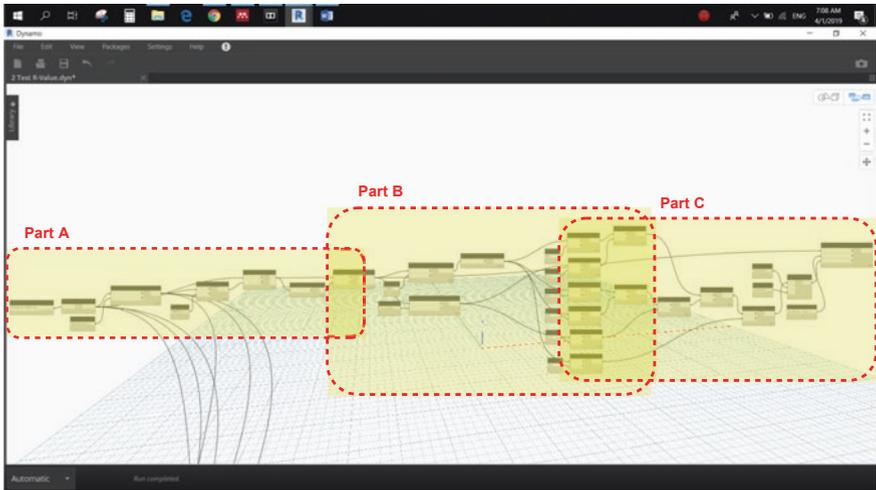 ENG
7:08 AM
4/1/2019
Dynamo
File Edit View Packages Settings Help
2 Test R-Value.dyn*
Library
Part A
Part B
Part C
Automatic
Run completed